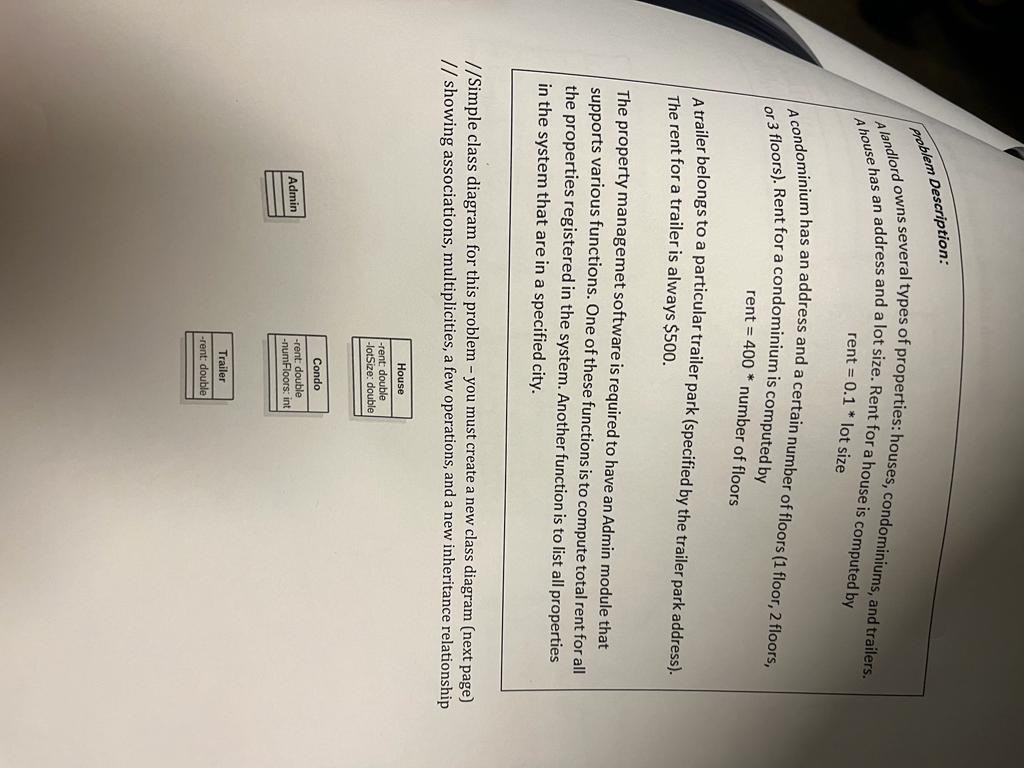 Problem Description:
A landlord owns several types of properties: houses, condominiums, and trailers.
A house has an address and a lot size. Rent for a house is computed by
rent = 0.1 * lot size
A condominium has an address and a certain number of floors (1 floor, 2 floors,
or 3 floors). Rent for a condominium is computed by
rent = 400 * number of floors
A trailer belongs to a particular trailer park (specified by the trailer park address).
The rent for a trailer is always $500.
The property managemet software is required to have an Admin module that
supports various functions. One of these functions is to compute total rent for all
the properties registered in the system. Another function is to list all properties
in the system that are in a specified city.
//Simple class diagram for this problem – you must create a new class diagram (next page)
// showing associations, multiplicities, a few operations, and a new inheritance relationship
House
-rent: double
-lotSize: double
Admin
Condo
-rent: double
-numFloors: int
Trailer
-rent: double